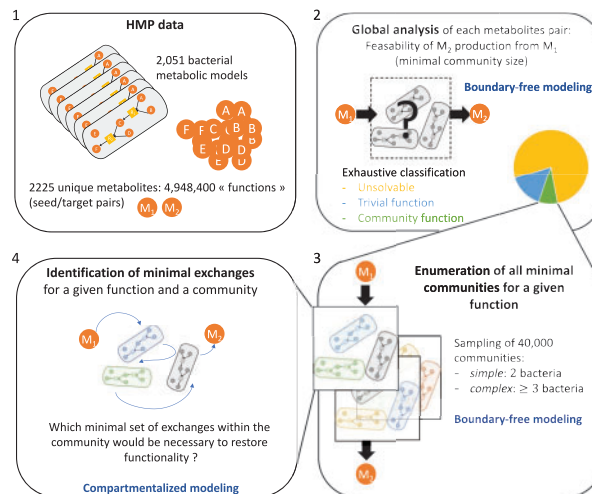 1
HMP data
2,051 bacterial
metabolic models
A
A
F F C B B
E D D
E D
2225 unique metabolites: 4,948,400 « functions »
(seed/target pairs)
M1 M2
2
Global analysis of each metabolites pair:
Feasability of M2 production from M1
(minimal community size)
Boundary-free modeling
M1
?
M2
Exhaustive classification
- Unsolvable
- Trivial function
- Community function
3
M1
Enumeration of all minimal
communities for a given
function
Sampling of 40,000
communities:
- simple: 2 bacteria
- complex: ≥ 3 bacteria
Boundary-free modeling
M2
4
Identification of minimal exchanges
for a given function and a community
M1
M2
Which minimal set of exchanges within the
community would be necessary to restore
functionality ?
Compartmentalized modeling